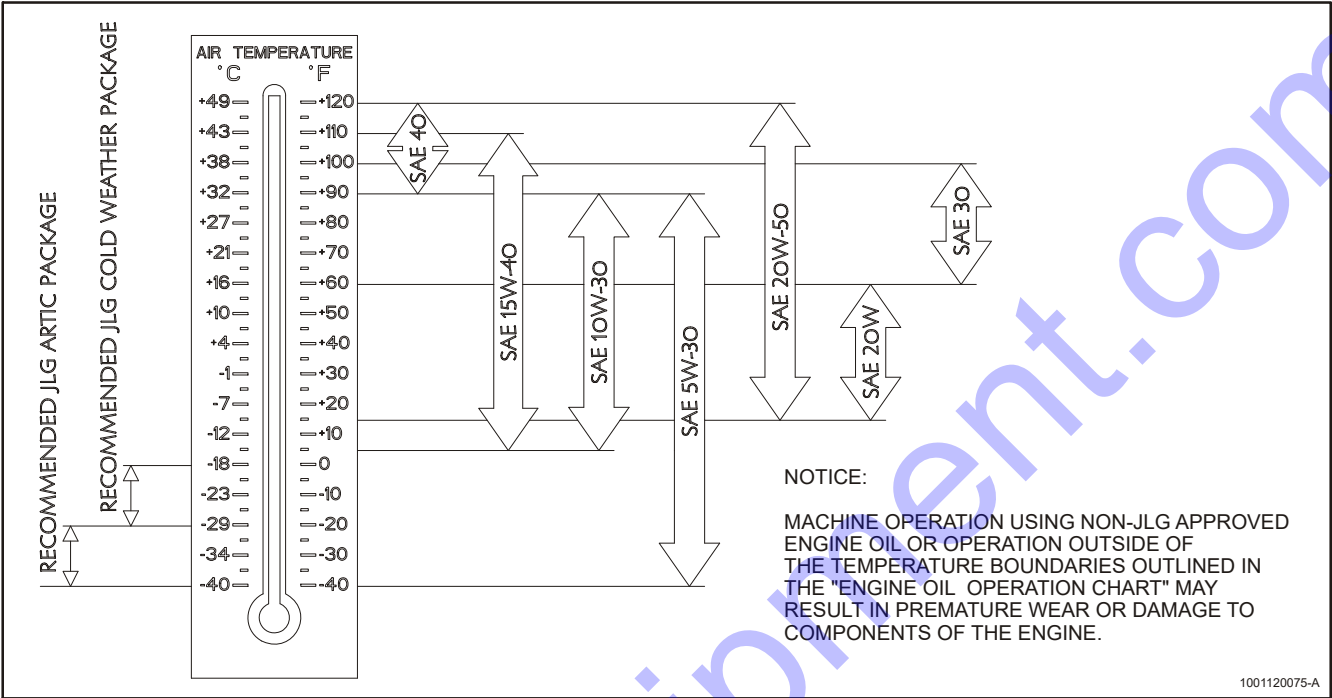 RECOMMENDED JLG ARTIC PACKAGE
RECOMMENDED JLG COLD WEATHER PACKAGE
AIR TEMPERATURE
°C °F
+49 +120
+43 +110
+38 +100
+32 +90
+27 +80
+21 +70
+16 +60
+10 +50
+4 +40
-1 +30
-7 +20
-12 +10
-18 0
-23 -10
-29 -20
-34 -30
-40 -40
SAE 40
SAE 15W-40
SAE 10W-30
SAE 5W-30
SAE 20W-50
SAE 20W
SAE 30
NOTICE:
MACHINE OPERATION USING NON-JLG APPROVED
ENGINE OIL OR OPERATION OUTSIDE OF
THE TEMPERATURE BOUNDARIES OUTLINED IN
THE "ENGINE OIL OPERATION CHART" MAY
RESULT IN PREMATURE WEAR OR DAMAGE TO
COMPONENTS OF THE ENGINE.
1001120075-A
ipment.com